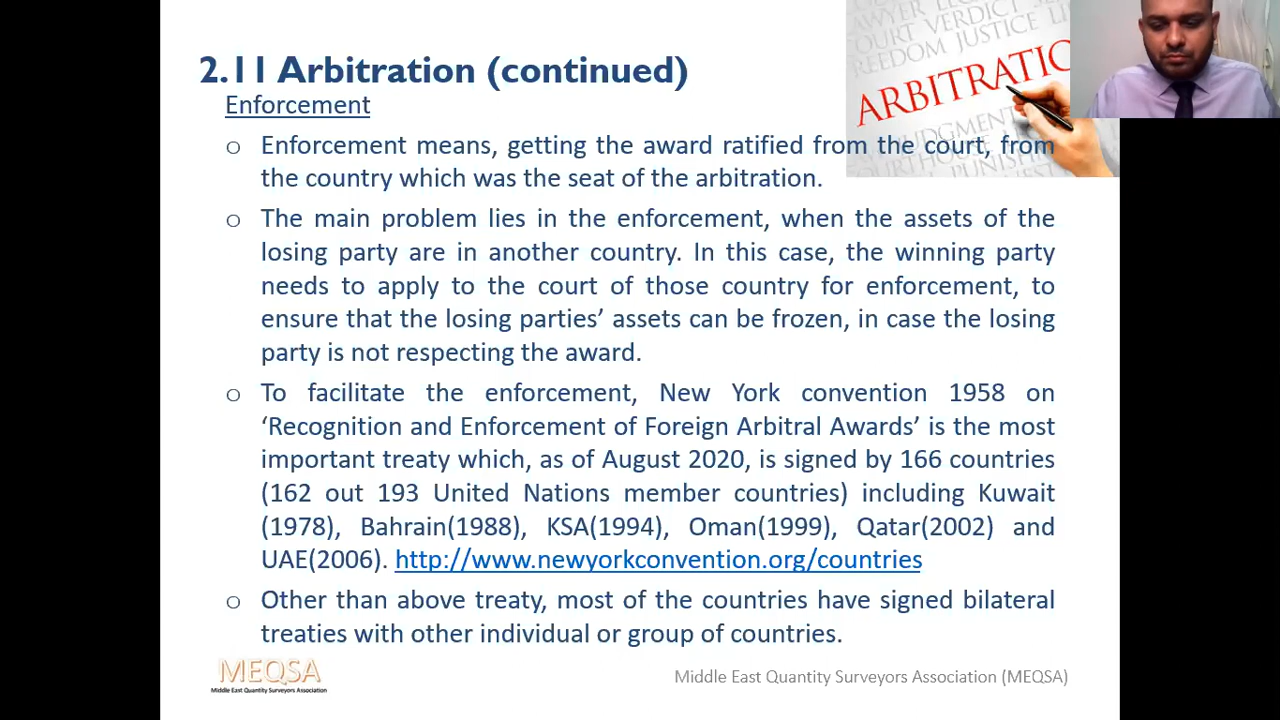 2.11 Arbitration (continued)
Enforcement
o Enforcement means, getting the award ratified from the court, from
the country which was the seat of the arbitration.
o The main problem lies in the enforcement, when the assets of the
losing party are in another country. In this case, the winning party
needs to apply to the court of those country for enforcement, to
ensure that the losing parties’ assets can be frozen, in case the losing
party is not respecting the award.
o To facilitate the enforcement, New York convention 1958 on
‘Recognition and Enforcement of Foreign Arbitral Awards’ is the most
important treaty which, as of August 2020, is signed by 166 countries
(162 out 193 United Nations member countries) including Kuwait
(1978), Bahrain(1988), KSA(1994), Oman(1999), Qatar(2002) and
UAE(2006). http://www.newyorkconvention.org/countries
o Other than above treaty, most of the countries have signed bilateral
treaties with other individual or group of countries.
COURT VERDICT
FREEDOM JUSTICE
ARBITRATIO
JUDGMENT
MEQSA
Middle East Quantity Surveyors Association
Middle East Quantity Surveyors Association (MEQSA)